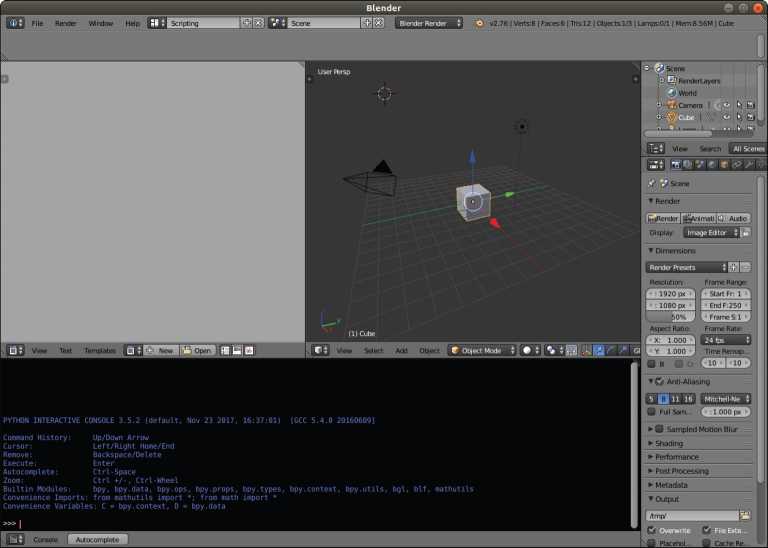 Blender
File Render Window Help Scripting Scene Blender Render v2.76 | Verts:8 | Faces:6 | Tris:12 | Objects:1/3 | Lamps:0/1 | Mem:8.56M | Cube
User Persp
(1) Cube
View Text Templates New Open
View Select Add Object Object Mode
PYTHON INTERACTIVE CONSOLE 3.5.2 (default, Nov 23 2017, 16:37:01) [GCC 5.4.0 20160609]
Command History: Up/Down Arrow
Cursor: Left/Right Home/End
Remove: Backspace/Delete
Execute: Enter
Autocomplete: Ctrl-Space
Zoom: Ctrl +/-, Ctrl-Wheel
Builtin Modules: bpy, bpy.data, bpy.ops, bpy.props, bpy.types, bpy.context, bpy.utils, bgl, blf, mathutils
Convenience Imports: from mathutils import *; from math import *
Convenience Variables: C = bpy.context, D = bpy.data
>>>
Console Autocomplete
Scene
RenderLayers
World
Camera
Cube
View Search All Scenes
Scene
Render
Render Animati Audio
Display: Image Editor
Dimensions
Render Presets
Resolution: Frame Range:
: 1920 px Start Fr: 1
: 1080 px End F:250
50% Frame S:1
Aspect Ratio: Frame Rate:
X: 1.000 24 fps
Y: 1.000 Time Remap...
B Cr :10 :10
Anti-Aliasing
5 8 11 16 Mitchell-Ne
Full Sam... :1.000 px
Sampled Motion Blur
Shading
Performance
Post Processing
Metadata
Output
/tmp/
Overwrite File Exte...
Placehol... Cache Re...